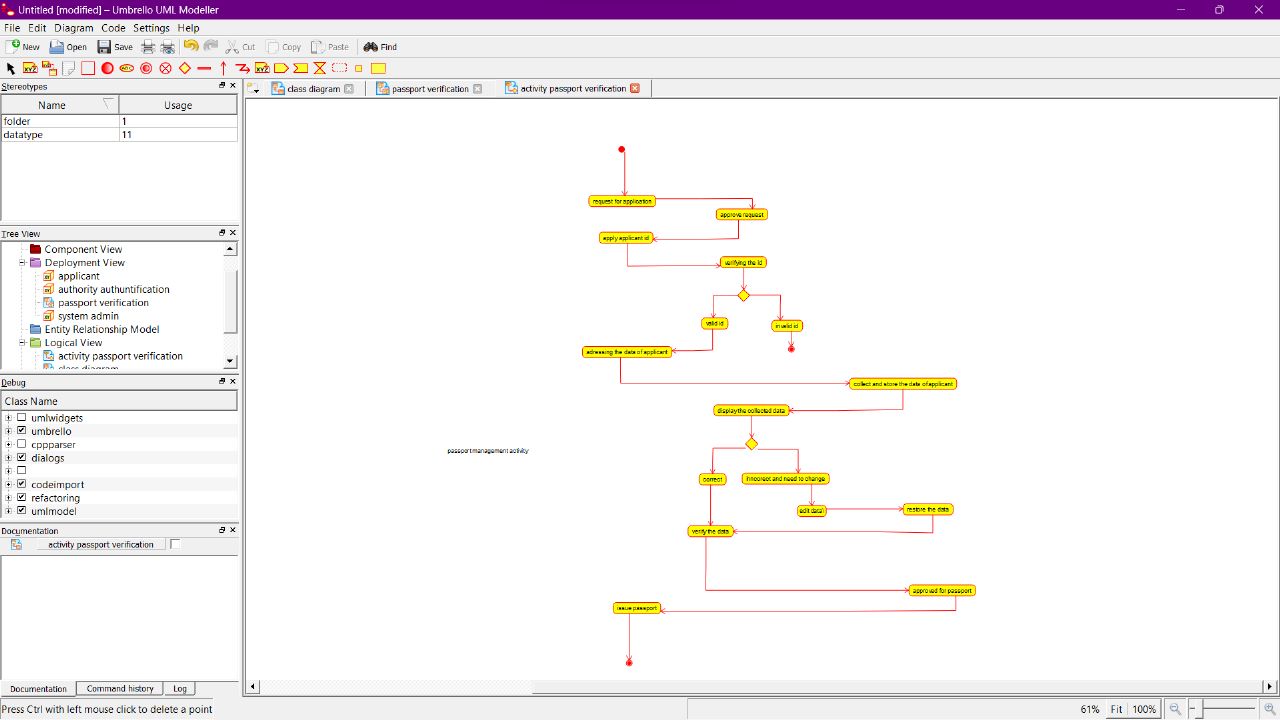 Untitled [modified] – Umbrello UML Modeller
File Edit Diagram Code Settings Help
New Open Save Cut Copy Paste Find
class diagram passport verification activity passport verification
Stereotypes
Name Usage
folder 1
datatype 11
Tree View
Component View
Deployment View
applicant
authority authuntification
passport verification
system admin
Entity Relationship Model
Logical View
activity passport verification
class diagram
Debug
Class Name
umlwidgets
umbrello
cppparser
dialogs
codeimport
refactoring
umlmodel
Documentation
activity passport verification
Documentation Command history Log
Press Ctrl with left mouse click to delete a point
61% Fit 100%
request for application
approve request
apply applicant id
verifying the id
valid id
invalid id
adressing the data of applicant
collect and store the data of applicant
display the collected data
passport management activity
correct
inncorect and need to change
edit data\
restore the data
verify the data
approved for passport
issue passport